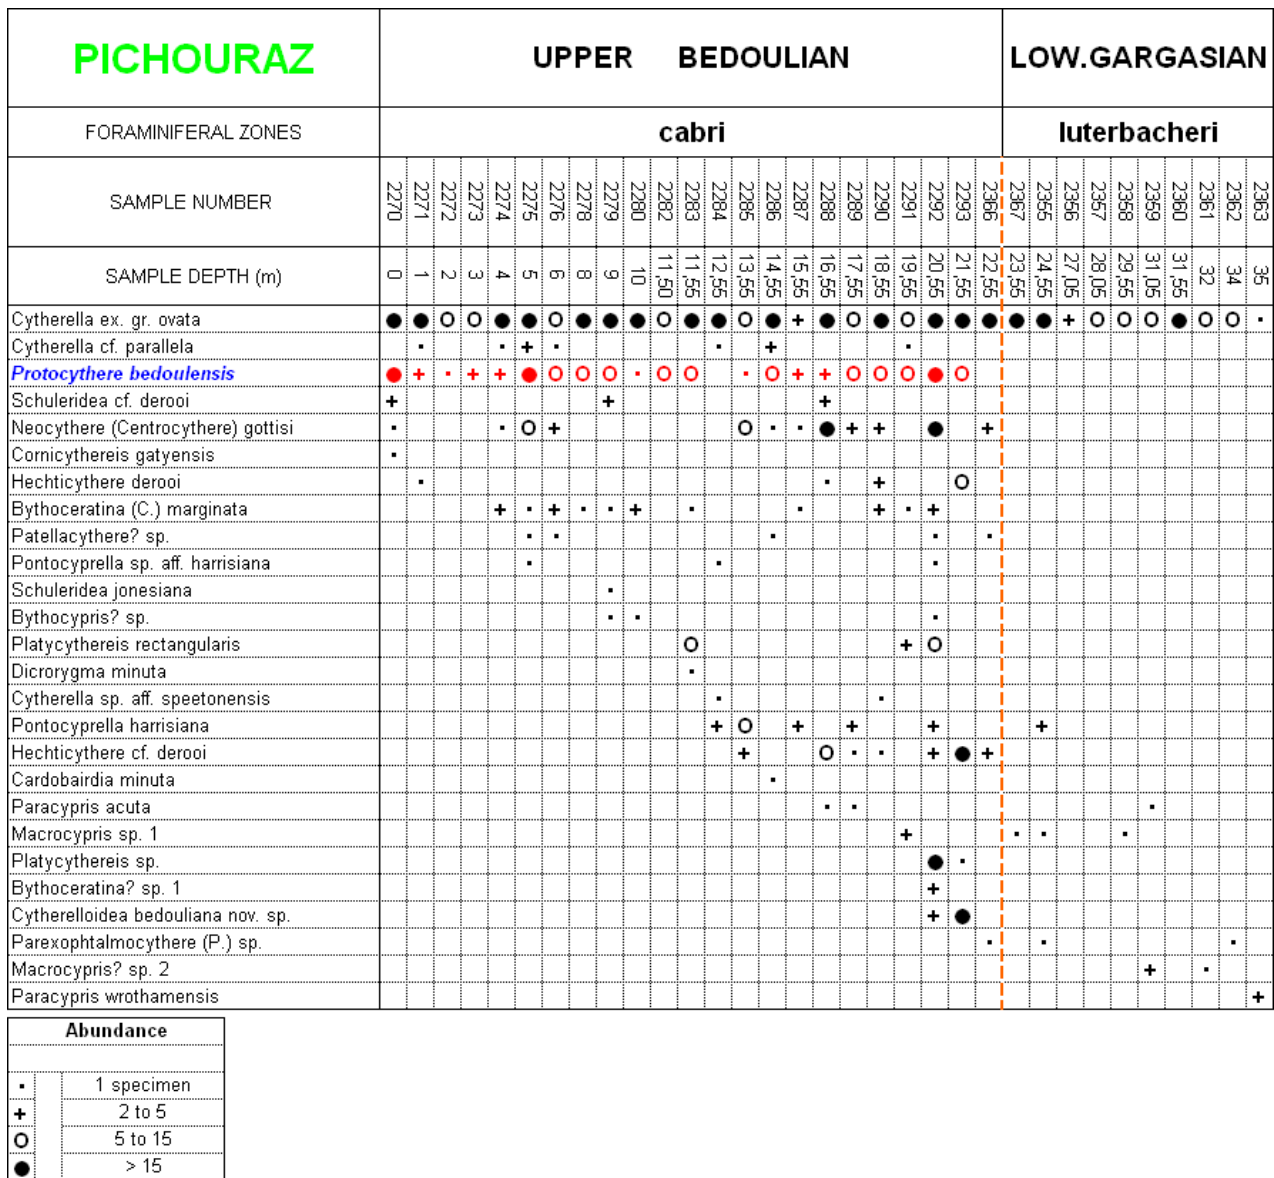 PICHOURAZ UPPER BEDOULIAN LOW.GARGASIAN
FORAMINIFERAL ZONES cabri luterbacheri
SAMPLE NUMBER 2270 2271 2272 2273 2274 2275 2276 2278 2279 2280 2282 2283 2284 2285 2286 2287 2288 2289 2290 2291 2292 2293 2366 2367 2355 2356 2357 2358 2359 2360 2361 2362 2363
SAMPLE DEPTH (m) 0 1 2 3 4 5 6 8 9 10 11,50 11,55 12,55 13,55 14,55 15,55 16,55 17,55 18,55 19,55 20,55 21,55 22,55 23,55 24,55 27,05 28,05 29,55 31,05 31,55 32 34 35
Cytherella ex. gr. ovata
Cytherella cf. parallela
Protocythere bedoulensis
Schuleridea cf. derooi
Neocythere (Centrocythere) gottisi
Cornicythereis gatyensis
Hechticythere derooi
Bythoceratina (C.) marginata
Patellacythere? sp.
Pontocyprella sp. aff. harrisiana
Schuleridea jonesiana
Bythocypris? sp.
Platycythereis rectangularis
Dicrorygma minuta
Cytherella sp. aff. speetonensis
Pontocyprella harrisiana
Hechticythere cf. derooi
Cardobairdia minuta
Paracypris acuta
Macrocypris sp. 1
Platycythereis sp.
Bythoceratina? sp. 1
Cytherelloidea bedouliana nov. sp.
Parexophtalmocythere (P.) sp.
Macrocypris? sp. 2
Paracypris wrothamensis
Abundance
1 specimen
2 to 5
5 to 15
> 15